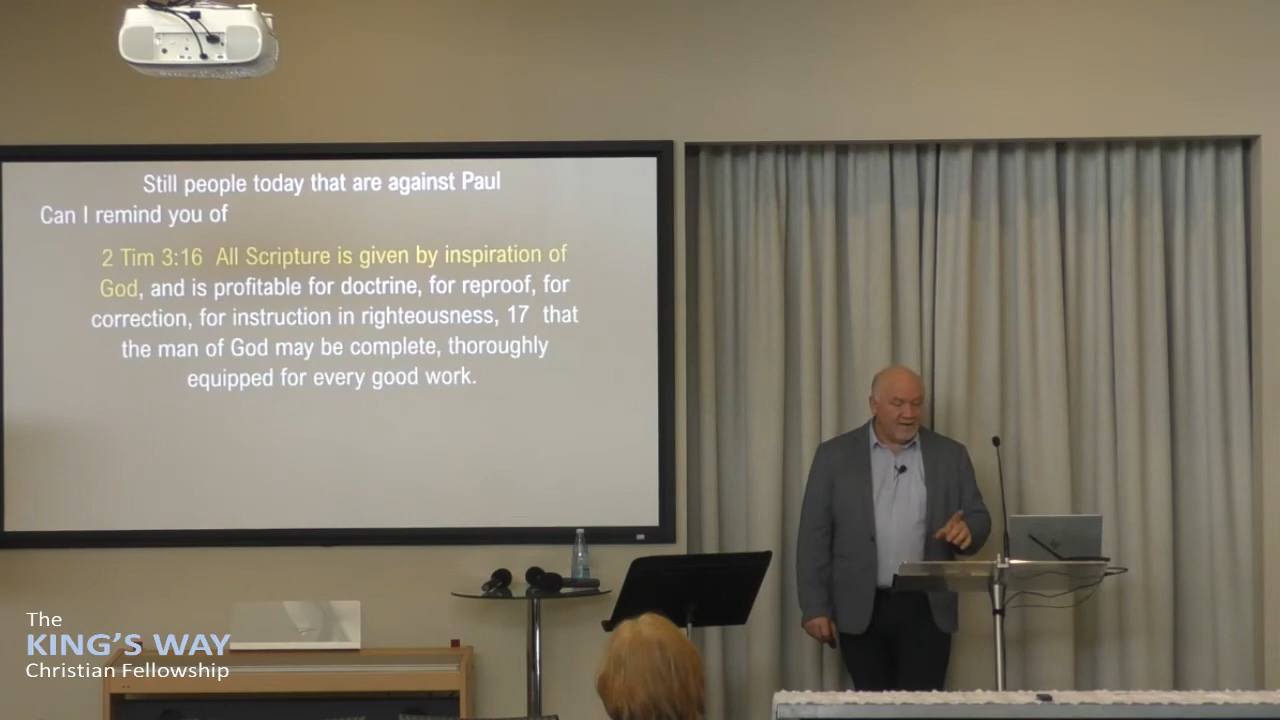 Still people today that are against Paul
Can I remind you of
2 Tim 3:16 All Scripture is given by inspiration of
God, and is profitable for doctrine, for reproof, for
correction, for instruction in righteousness, 17 that
the man of God may be complete, thoroughly
equipped for every good work.
The
KING'S WAY
Christian Fellowship